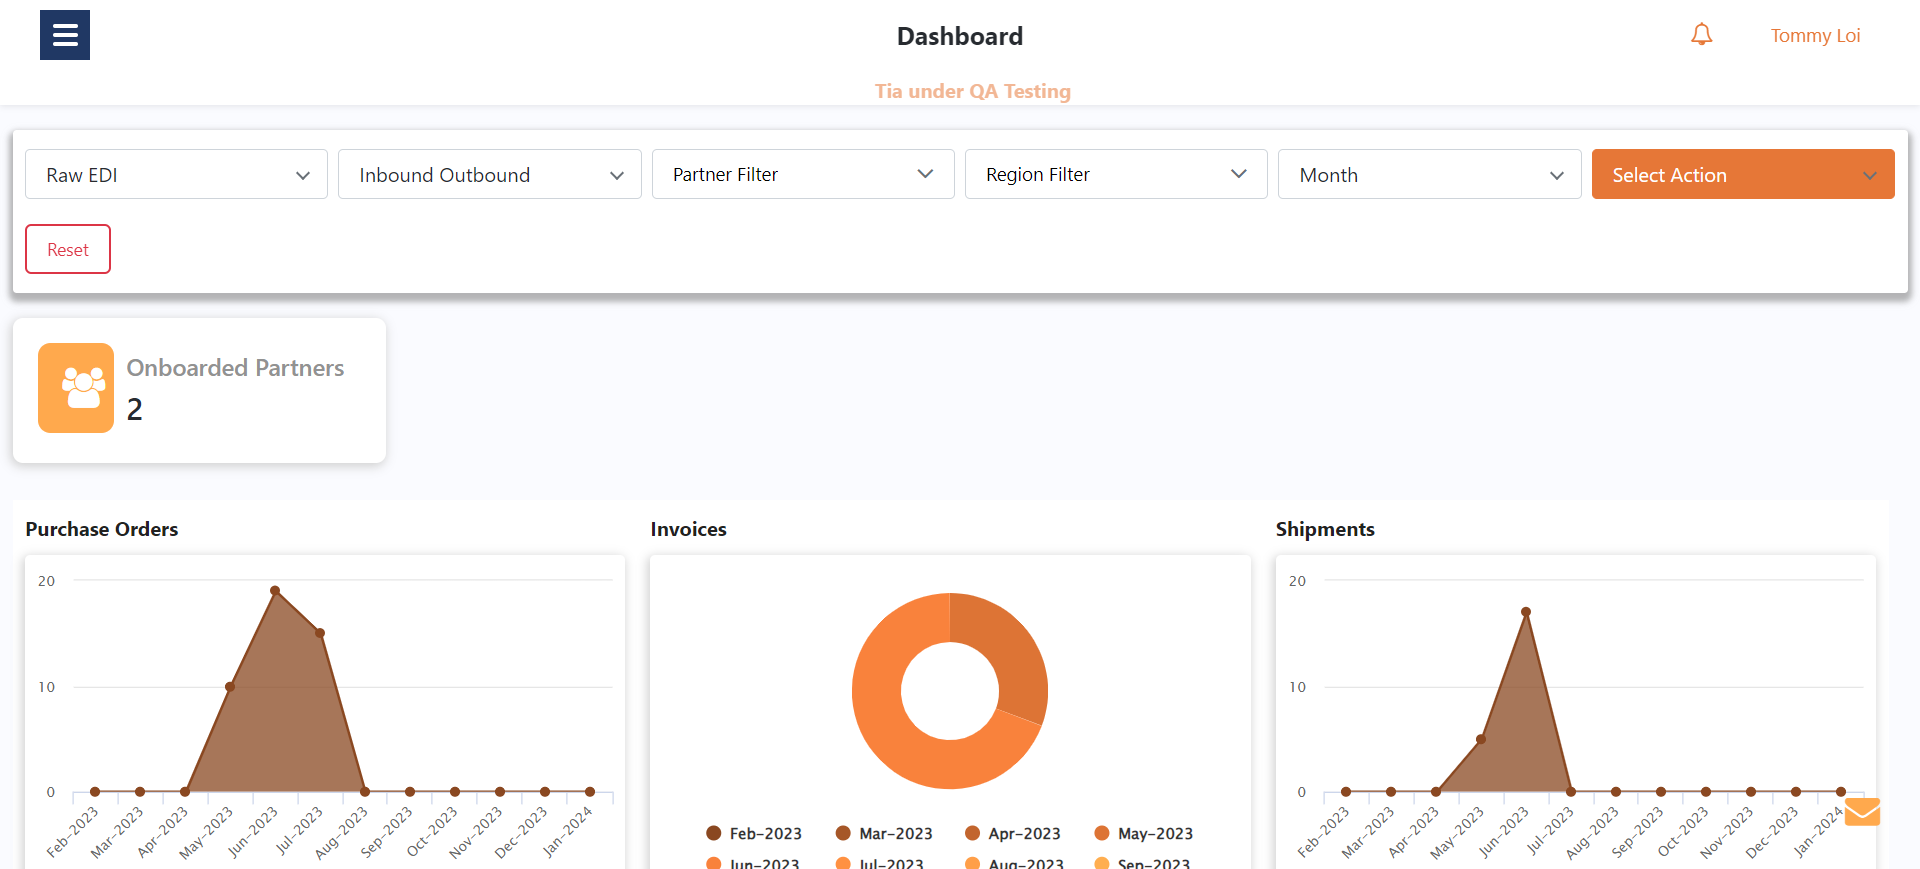 Dashboard
Tommy Loi
Tia under QA Testing
Raw EDI
Inbound Outbound
Partner Filter
Region Filter
Month
Select Action
Reset
Onboarded Partners
2
Purchase Orders
20
10
0
Feb-2023
Mar-2023
Apr-2023
May-2023
Jun-2023
Jul-2023
Aug-2023
Sep-2023
Oct-2023
Nov-2023
Dec-2023
Jan-2024
Invoices
Feb-2023 Mar-2023 Apr-2023 May-2023
Jun-2023 Jul-2023 Aug-2023 Sep-2023
Shipments
20
10
0
Feb-2023
Mar-2023
Apr-2023
May-2023
Jun-2023
Jul-2023
Aug-2023
Sep-2023
Oct-2023
Nov-2023
Dec-2023
Jan-2024